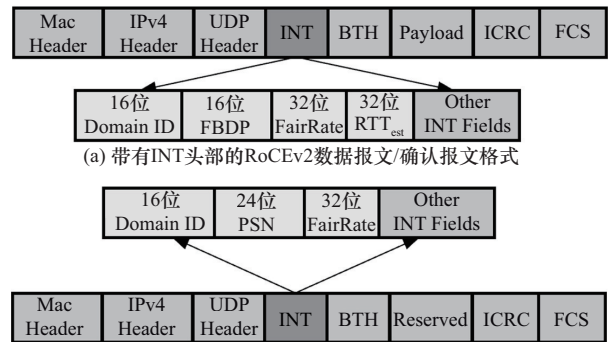 Mac Header IPv4 Header UDP Header INT BTH Payload ICRC FCS
16位 Domain ID 16位 FBDP 32位 FairRate 32位 RTTest Other INT Fields
(a) 带有INT头部的RoCEv2数据报文/确认报文格式
16位 Domain ID 24位 PSN 32位 FairRate Other INT Fields
Mac Header IPv4 Header UDP Header INT BTH Reserved ICRC FCS